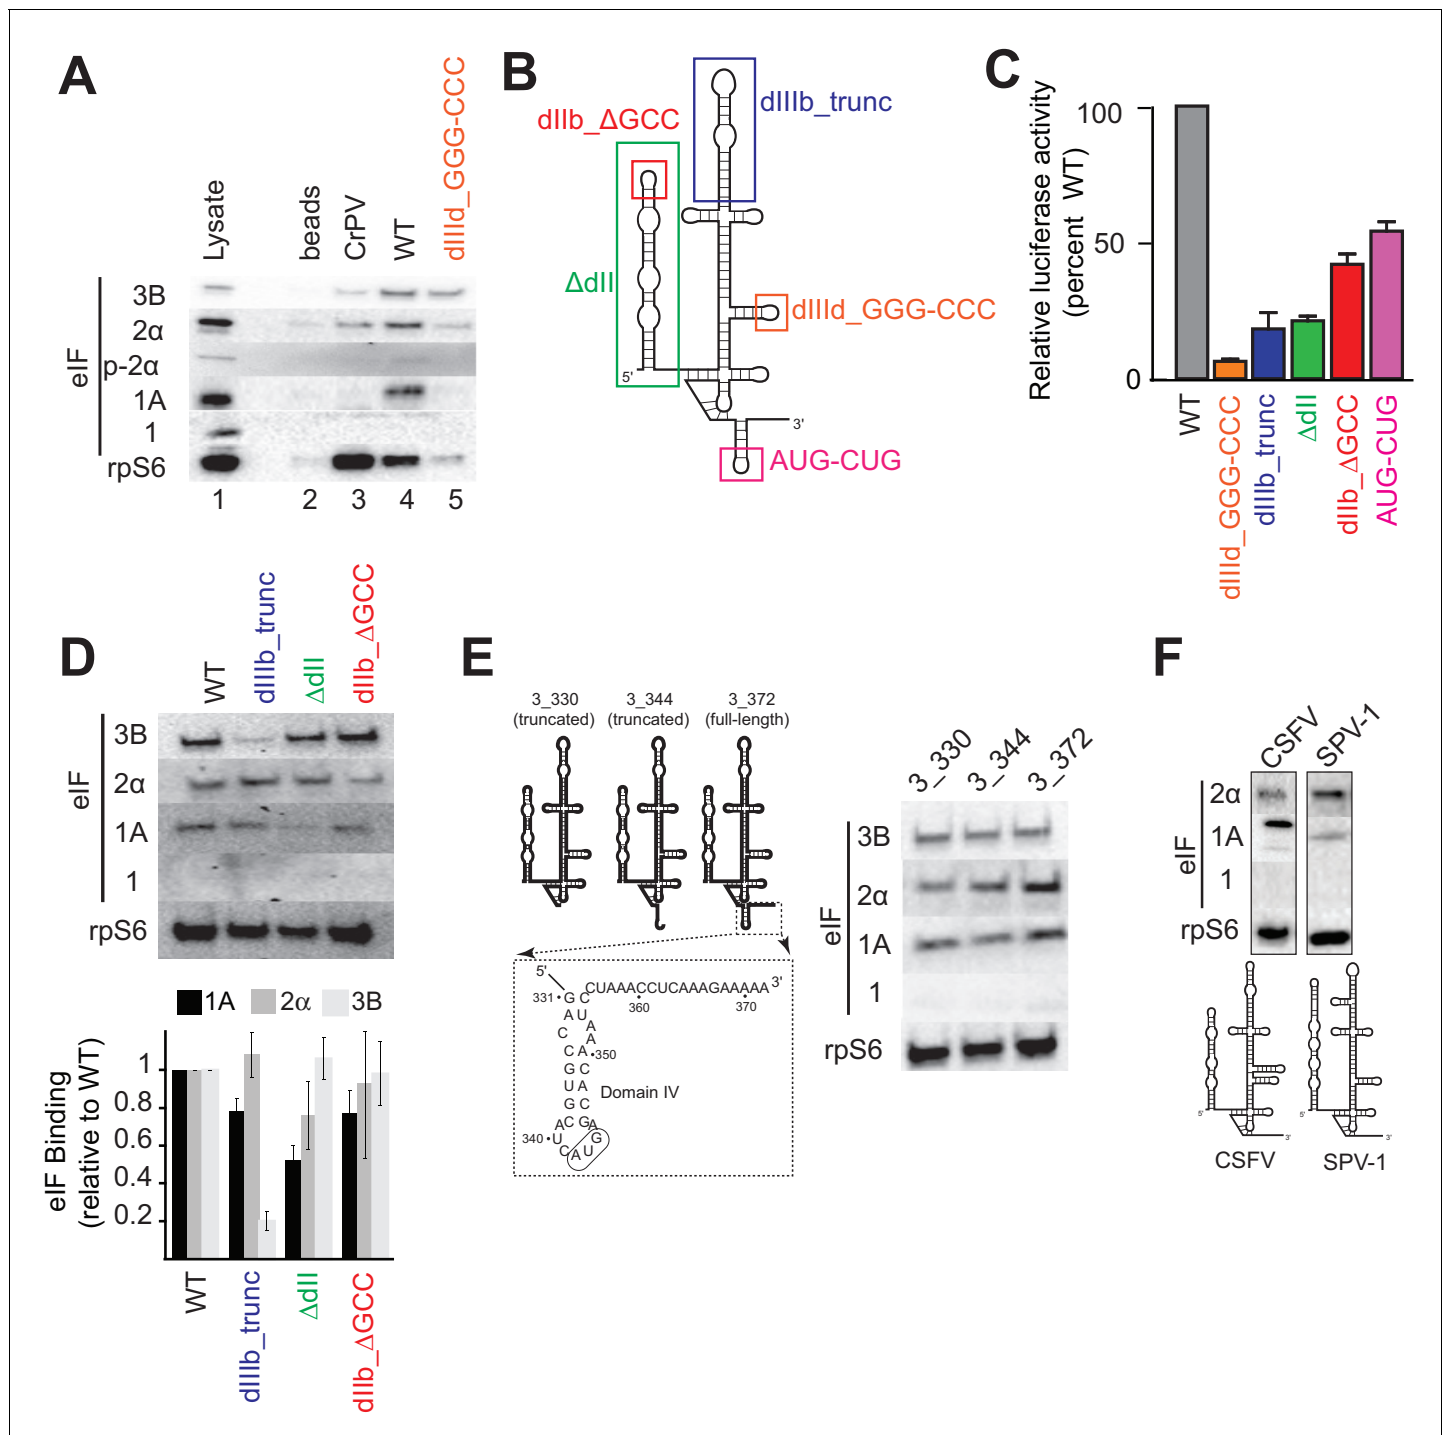 A
Lysate
beads
CrPV
WT
dIIId_GGG-CCC
eIF
3B
2α
p-2α
1A
1
rpS6
1 2 3 4 5
B
dIIb_ΔGCC
dIIIb_trunc
ΔdII
dIIId_GGG-CCC
5'
3'
AUG-CUG
C
Relative luciferase activity
(percent WT)
100
50
0
WT
dIIId_GGG-CCC
dIIIb_trunc
ΔdII
dIIb_ΔGCC
AUG-CUG
D
WT
dIIIb_trunc
ΔdII
dIIb_ΔGCC
eIF
3B
2α
1A
1
rpS6
1A 2α 3B
eIF Binding
(relative to WT)
1
0.8
0.6
0.4
0.2
WT
dIIIb_trunc
ΔdII
dIIb_ΔGCC
E
3_330 3_344 3_372
(truncated) (truncated) (full-length)
5'
331
GACCCGUGCAUCAUGAGCCACAAAUC
CUAAACCUCAAAGAAAAA 3'
360
370
350
340
Domain IV
3_330
3_344
3_372
eIF
3B
2α
1A
1
rpS6
F
CSFV
SPV-1
eIF
2α
1A
1
rpS6
5'
3'
5'
3'
CSFV
SPV-1